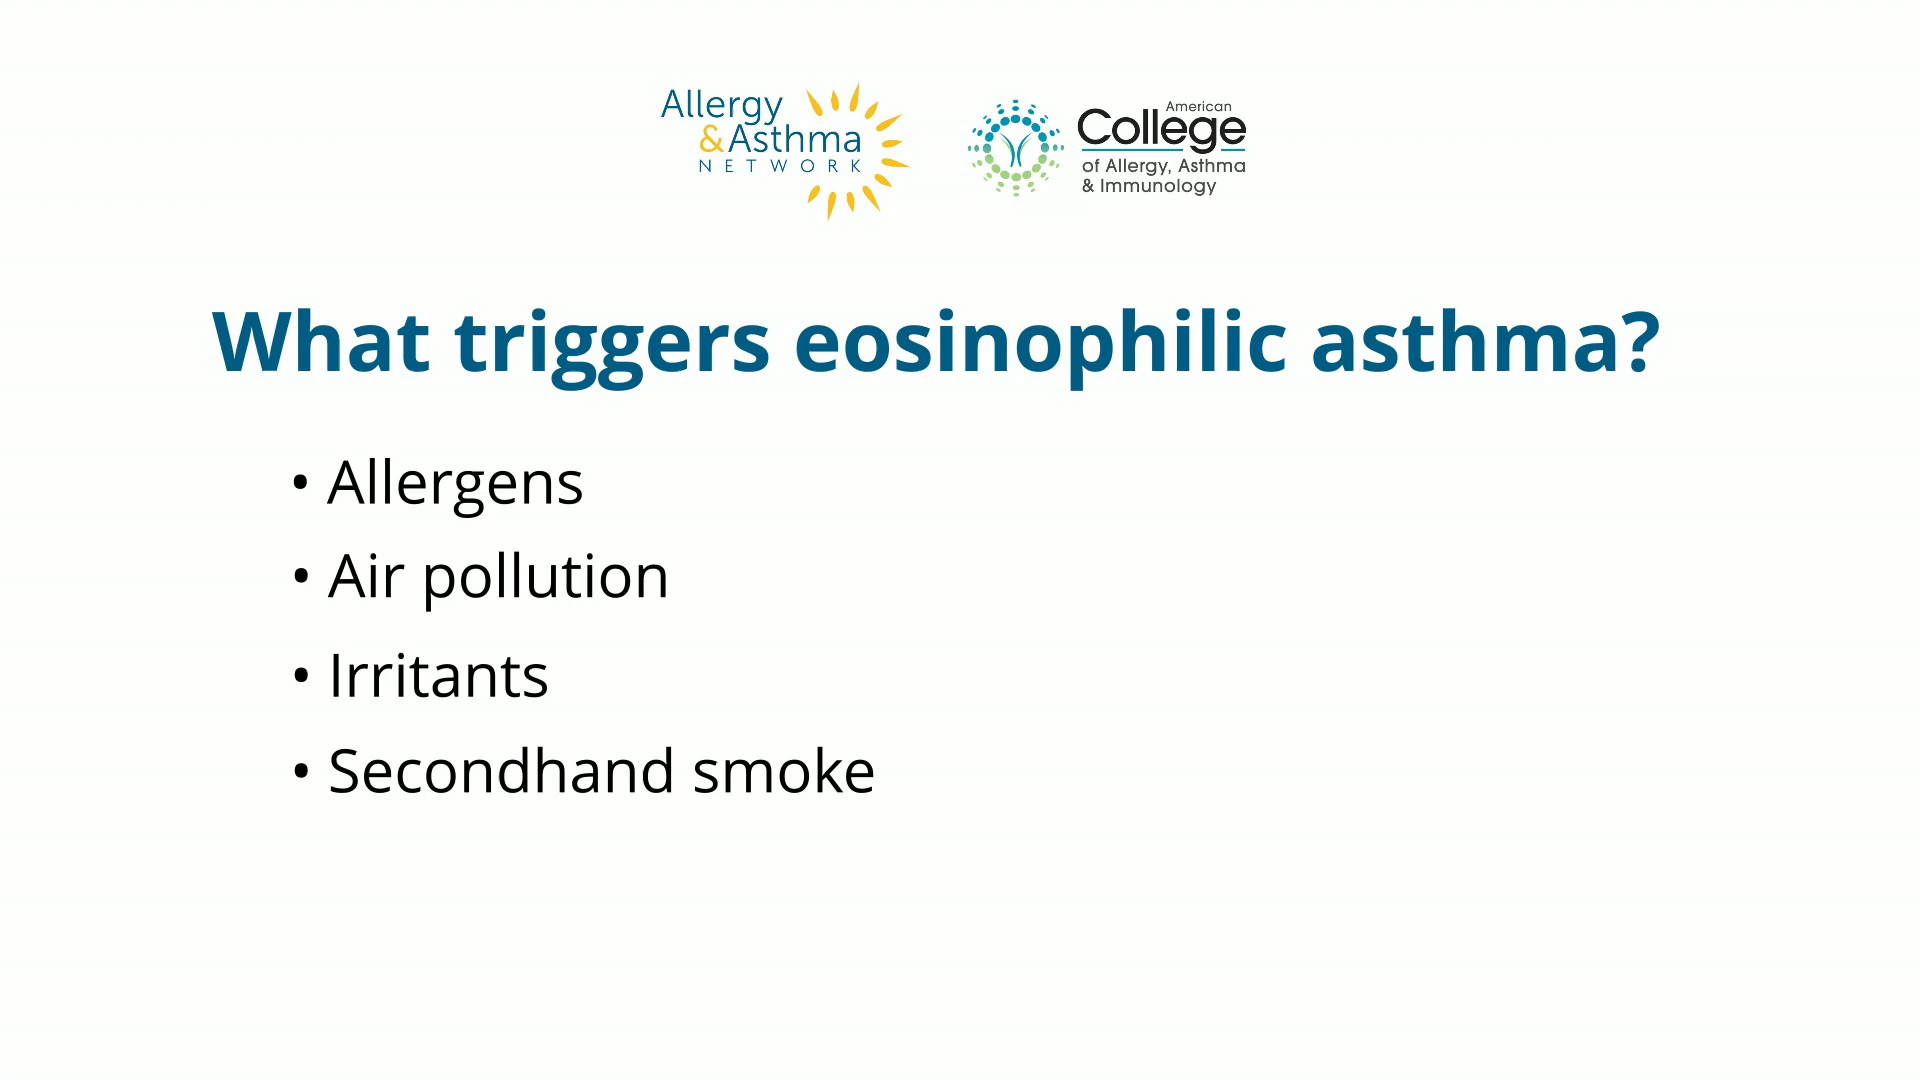 Allergy
&Asthma
NETWORK
American
College
of Allergy, Asthma
& Immunology
What triggers eosinophilic asthma?
• Allergens
• Air pollution
• Irritants
• Secondhand smoke